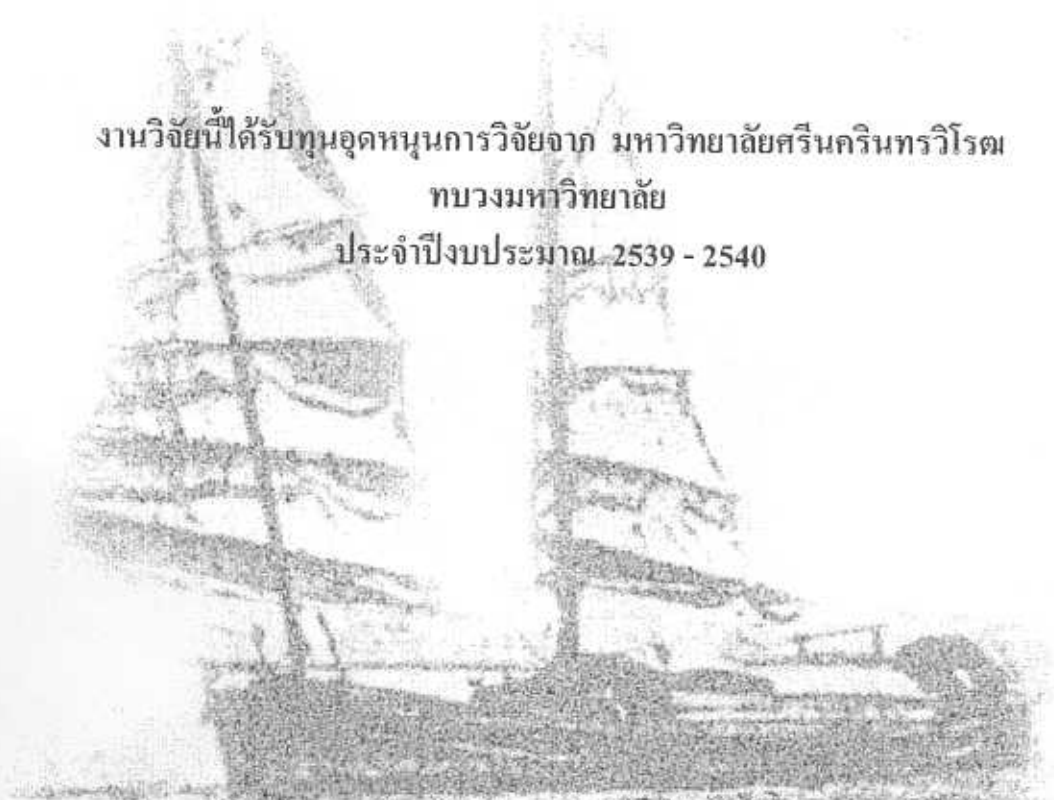 งานวิจัยนี้ได้รับทุนอุดหนุนการวิจัยจาก มหาวิทยาลัยศรีนครินทรวิโรฒ
ทบวงมหาวิทยาลัย
ประจำปีงบประมาณ 2539 - 2540